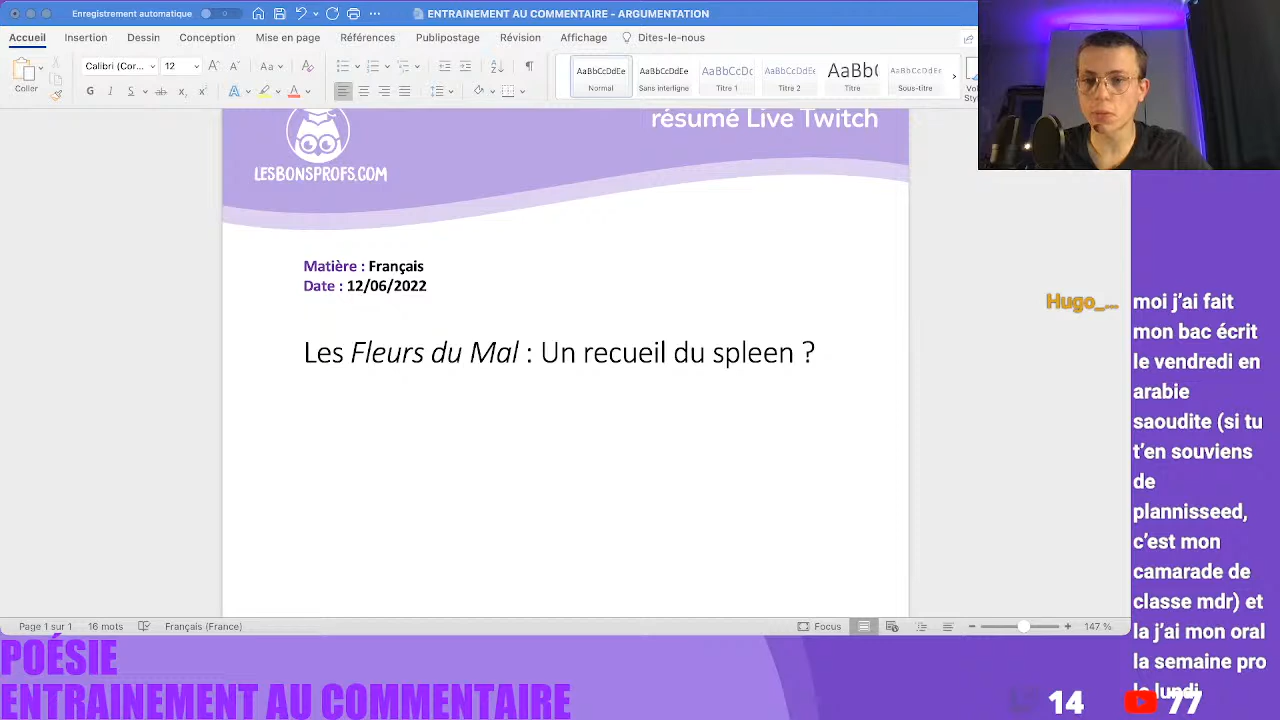 Enregistrement automatique
ENTRAINEMENT AU COMMENTAIRE - ARGUMENTATION
Accueil Insertion Dessin Conception Mise en page Références Publipostage Révision Affichage Dites-le-nous
Coller
Calibri (Cor... 12
AaBbCcDdEe AaBbCcDdEe AaBbCcDc AaBbCcDdEe AaBb( AaBbCcDdEe
Normal Sans interligne Titre 1 Titre 2 Titre Sous-titre
résumé Live Twitch
LESBONSPROFS.COM
Matière : Français
Date : 12/06/2022
Les Fleurs du Mal : Un recueil du spleen ?
Hugo_...
moi j'ai fait
mon bac écrit
le vendredi en
arabie
saoudite (si tu
t'en souviens
de
plannisseed,
c'est mon
camarade de
classe mdr) et
la j'ai mon oral
la semaine pro
le lundi
Page 1 sur 1 16 mots Français (France) Focus 147 %
POÉSIE
ENTRAINEMENT AU COMMENTAIRE
14 77